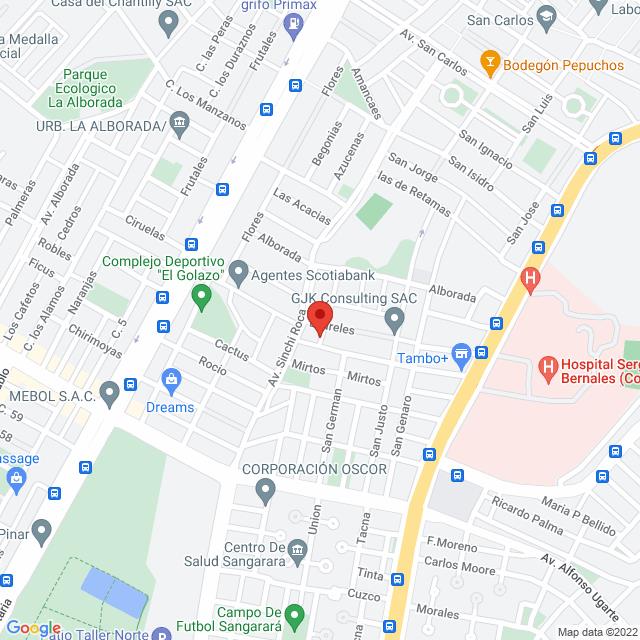 Casa del Chantilly SAC
grifo Primax
San Carlos
Labo
Medalla
cial
C. las Peras
C. los Duraznos
Frutales
Av. San Carlos
Bodegón Pepuchos
Parque
Ecologico
La Alborada
C. Los Manzanos
Flores
Amancaes
San Luis
URB. LA ALBORADA/
Begonias
Azucenas
San Ignacio
San Jorge
San Isidro
las de Retamas
Palmeras
Av. Alborada
Cedros
Frutales
Las Acacias
San Jose
Flores
Ciruelas
Robles
Alborada
Complejo Deportivo
"El Golazo"
Agentes Scotiabank
Ficus
Naranjas
Los Cafetos
C. los Alamos
C. 5
Chirimoyas
GJK Consulting SAC
Alborada
Av. Sinchi Roca
Cactus
Rocio
Mirtos
Mirtos
Tambo+
Hospital Ser
Bernales (Co
MEBOL S.A.C.
Dreams
C. 59
58
San German
San Justo
San Genaro
assage
CORPORACIÓN OSCOR
Pinar
Union
Tacna
Maria P Bellido
Ricardo Palma
Centro De
Salud Sangarara
F.Moreno
Carlos Moore
Av. Alfonso Ugarte
Tinta
Cuzco
Campo De
Futbol Sangarará
Morales
Google
Patio Taller Norte
Map data ©2022